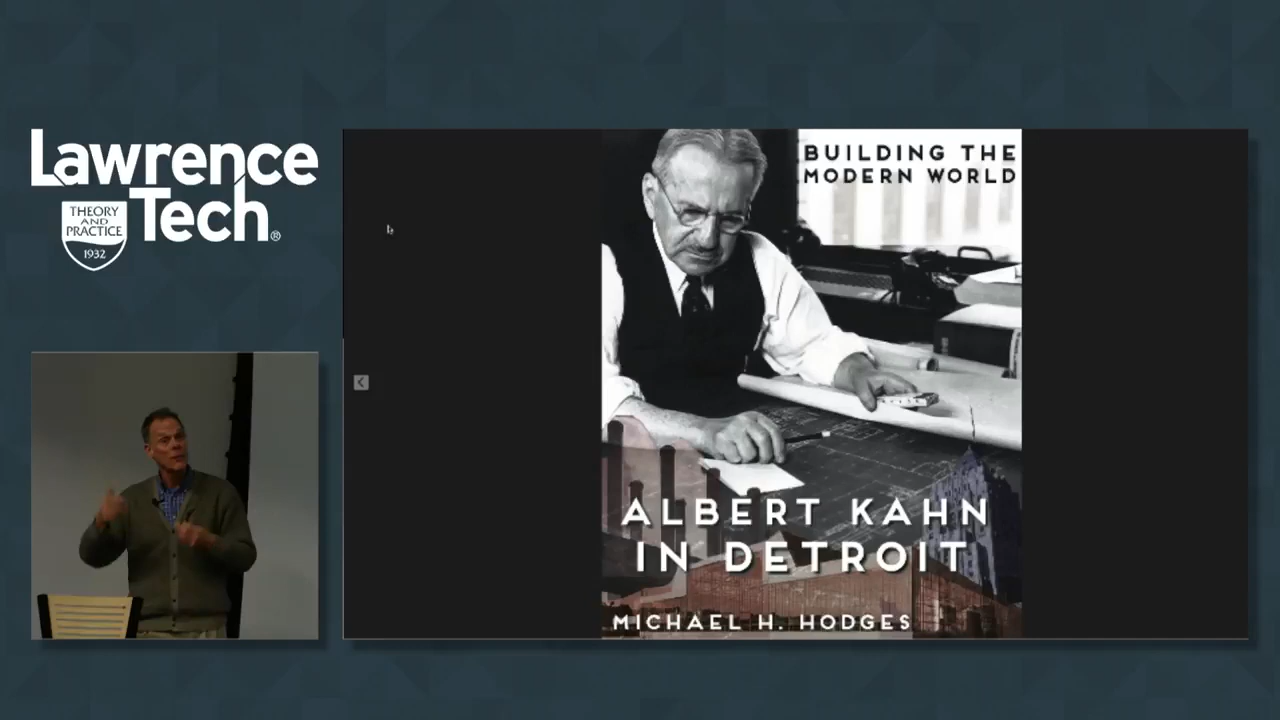 Lawrence
Tech®
THEORY
AND
PRACTICE
1932
BUILDING THE
MODERN WORLD
ALBERT KAHN
IN DETROIT
MICHAEL H. HODGES